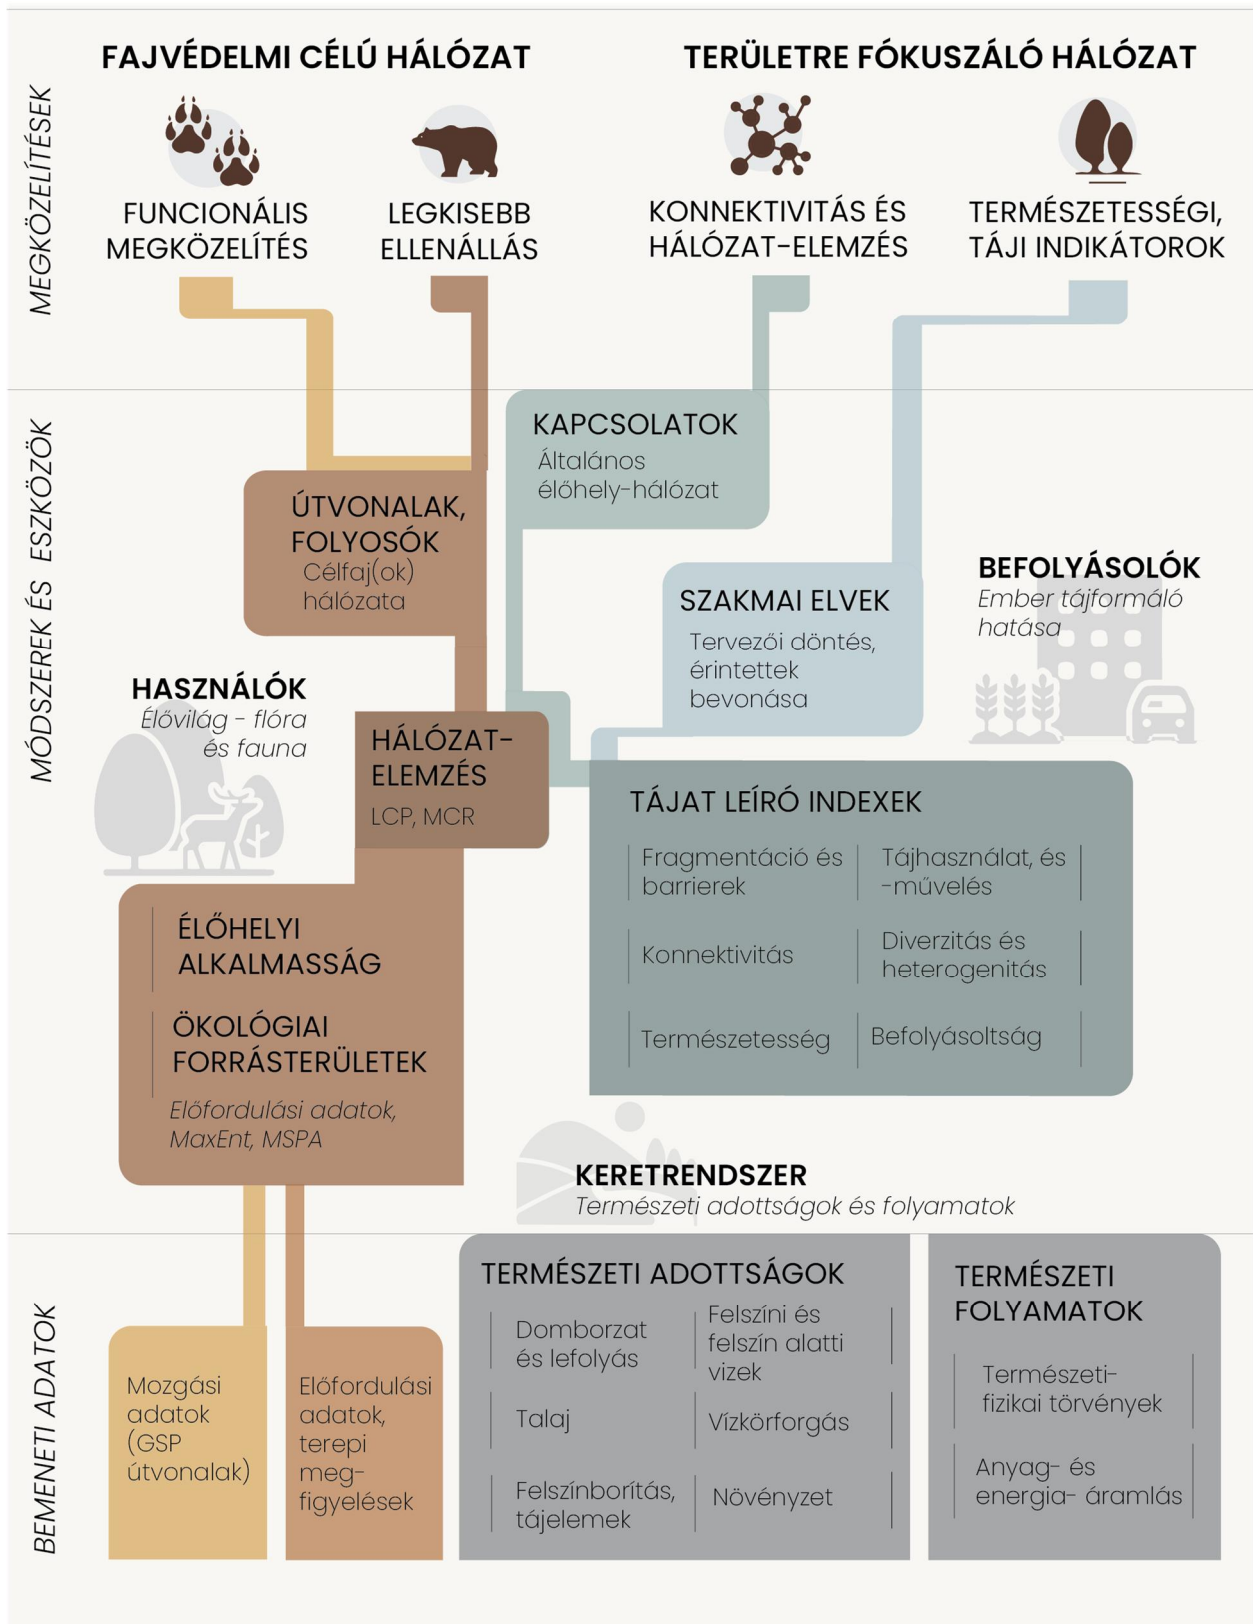 FAJVÉDELMI CÉLÚ HÁLÓZAT
TERÜLETRE FÓKUSZÁLÓ HÁLÓZAT
MEGKÖZELÍTÉSEK
FUNCIONÁLIS
MEGKÖZELÍTÉS
LEGKISEBB
ELLENÁLLÁS
KONNEKTIVITÁS ÉS
HÁLÓZAT-ELEMZÉS
TERMÉSZETESSÉGI,
TÁJI INDIKÁTOROK
MÓDSZEREK ÉS ESZKÖZÖK
KAPCSOLATOK
Általános
élőhely-hálózat
ÚTVONALAK,
FOLYOSÓK
Célfaj(ok)
hálózata
SZAKMAI ELVEK
Tervezői döntés,
érintettek
bevonása
BEFOLYÁSOLÓK
Ember tájformáló
hatása
HASZNÁLÓK
Élővilág - flóra
és fauna
HÁLÓZAT-
ELEMZÉS
LCP, MCR
TÁJAT LEÍRÓ INDEXEK
Fragmentáció és
barrierek
Tájhasználat, és
-művelés
Konnektivitás
Diverzitás és
heterogenitás
Természetesség
Befolyásoltság
ÉLŐHELYI
ALKALMASSÁG
ÖKOLÓGIAI
FORRÁSTERÜLETEK
Előfordulási adatok,
MaxEnt, MSPA
KERETRENDSZER
Természeti adottságok és folyamatok
BEMENETI ADATOK
Mozgási
adatok
(GSP
útvonalak)
Előfordulási
adatok,
terepi
meg-
figyelések
TERMÉSZETI ADOTTSÁGOK
Domborzat
és lefolyás
Felszíni és
felszín alatti
vizek
Talaj
Vízkörforgás
Felszínborítás,
tájelemek
Növényzet
TERMÉSZETI
FOLYAMATOK
Természeti-
fizikai törvények
Anyag- és
energia- áramlás